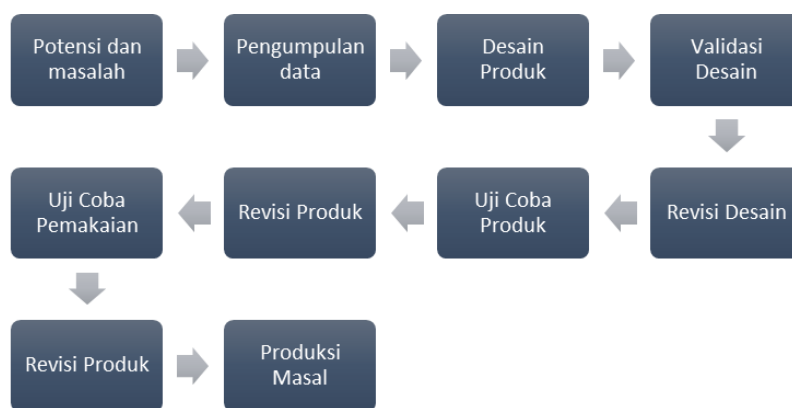 Potensi dan
masalah
Pengumpulan
data
Desain
Produk
Validasi
Desain
Revisi Desain
Uji Coba
Produk
Revisi Produk
Uji Coba
Pemakaian
Revisi Produk
Produksi
Masal